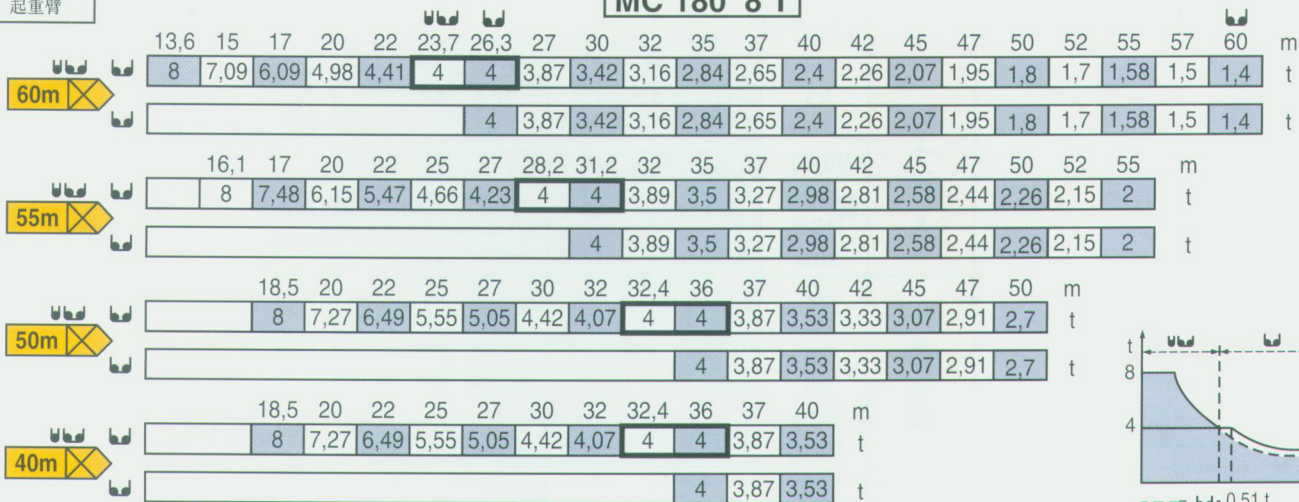 起重臂
MC 180 8 T
13,6 15 17 20 22 23,7 26,3 27 30 32 35 37 40 42 45 47 50 52 55 57 60 m
60m 8 7,09 6,09 4,98 4,41 4 4 3,87 3,42 3,16 2,84 2,65 2,4 2,26 2,07 1,95 1,8 1,7 1,58 1,5 1,4 t
4 3,87 3,42 3,16 2,84 2,65 2,4 2,26 2,07 1,95 1,8 1,7 1,58 1,5 1,4 t
16,1 17 20 22 25 27 28,2 31,2 32 35 37 40 42 45 47 50 52 55 m
55m 8 7,48 6,15 5,47 4,66 4,23 4 4 3,89 3,5 3,27 2,98 2,81 2,58 2,44 2,26 2,15 2 t
4 3,89 3,5 3,27 2,98 2,81 2,58 2,44 2,26 2,15 2 t
18,5 20 22 25 27 30 32 32,4 36 37 40 42 45 47 50 m
50m 8 7,27 6,49 5,55 5,05 4,42 4,07 4 4 3,87 3,53 3,33 3,07 2,91 2,7 t
4 3,87 3,53 3,33 3,07 2,91 2,7 t
18,5 20 22 25 27 30 32 32,4 36 37 40 m
40m 8 7,27 6,49 5,55 5,05 4,42 4,07 4 4 3,87 3,53 t
4 3,87 3,53 t
t
8
4
0,51 t